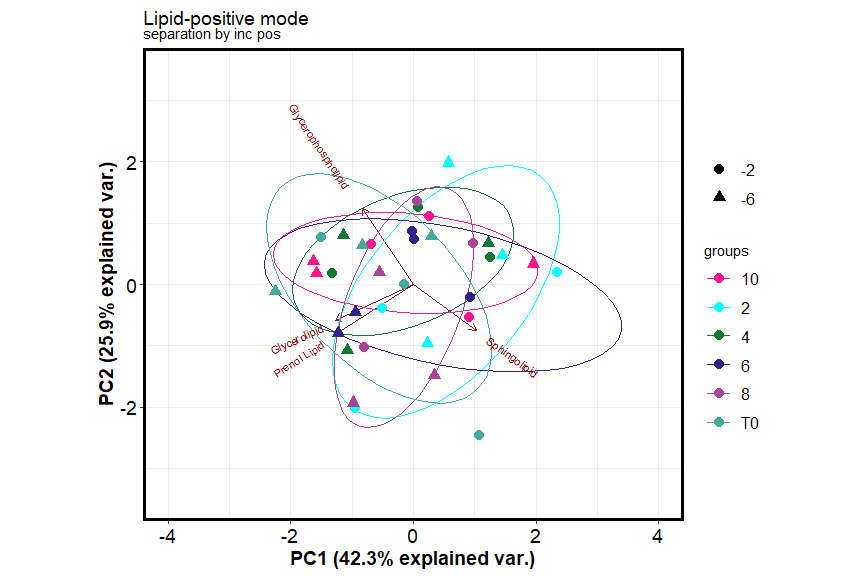 Lipid-positive mode
separation by inc pos
Glycerophospholipid
Glycerolipid
Prenol Lipid
Sphingolipid
PC2 (25.9% explained var.)
2
0
-2
-4
-2
0
2
4
PC1 (42.3% explained var.)
-2
-6
groups
10
2
4
6
8
T0